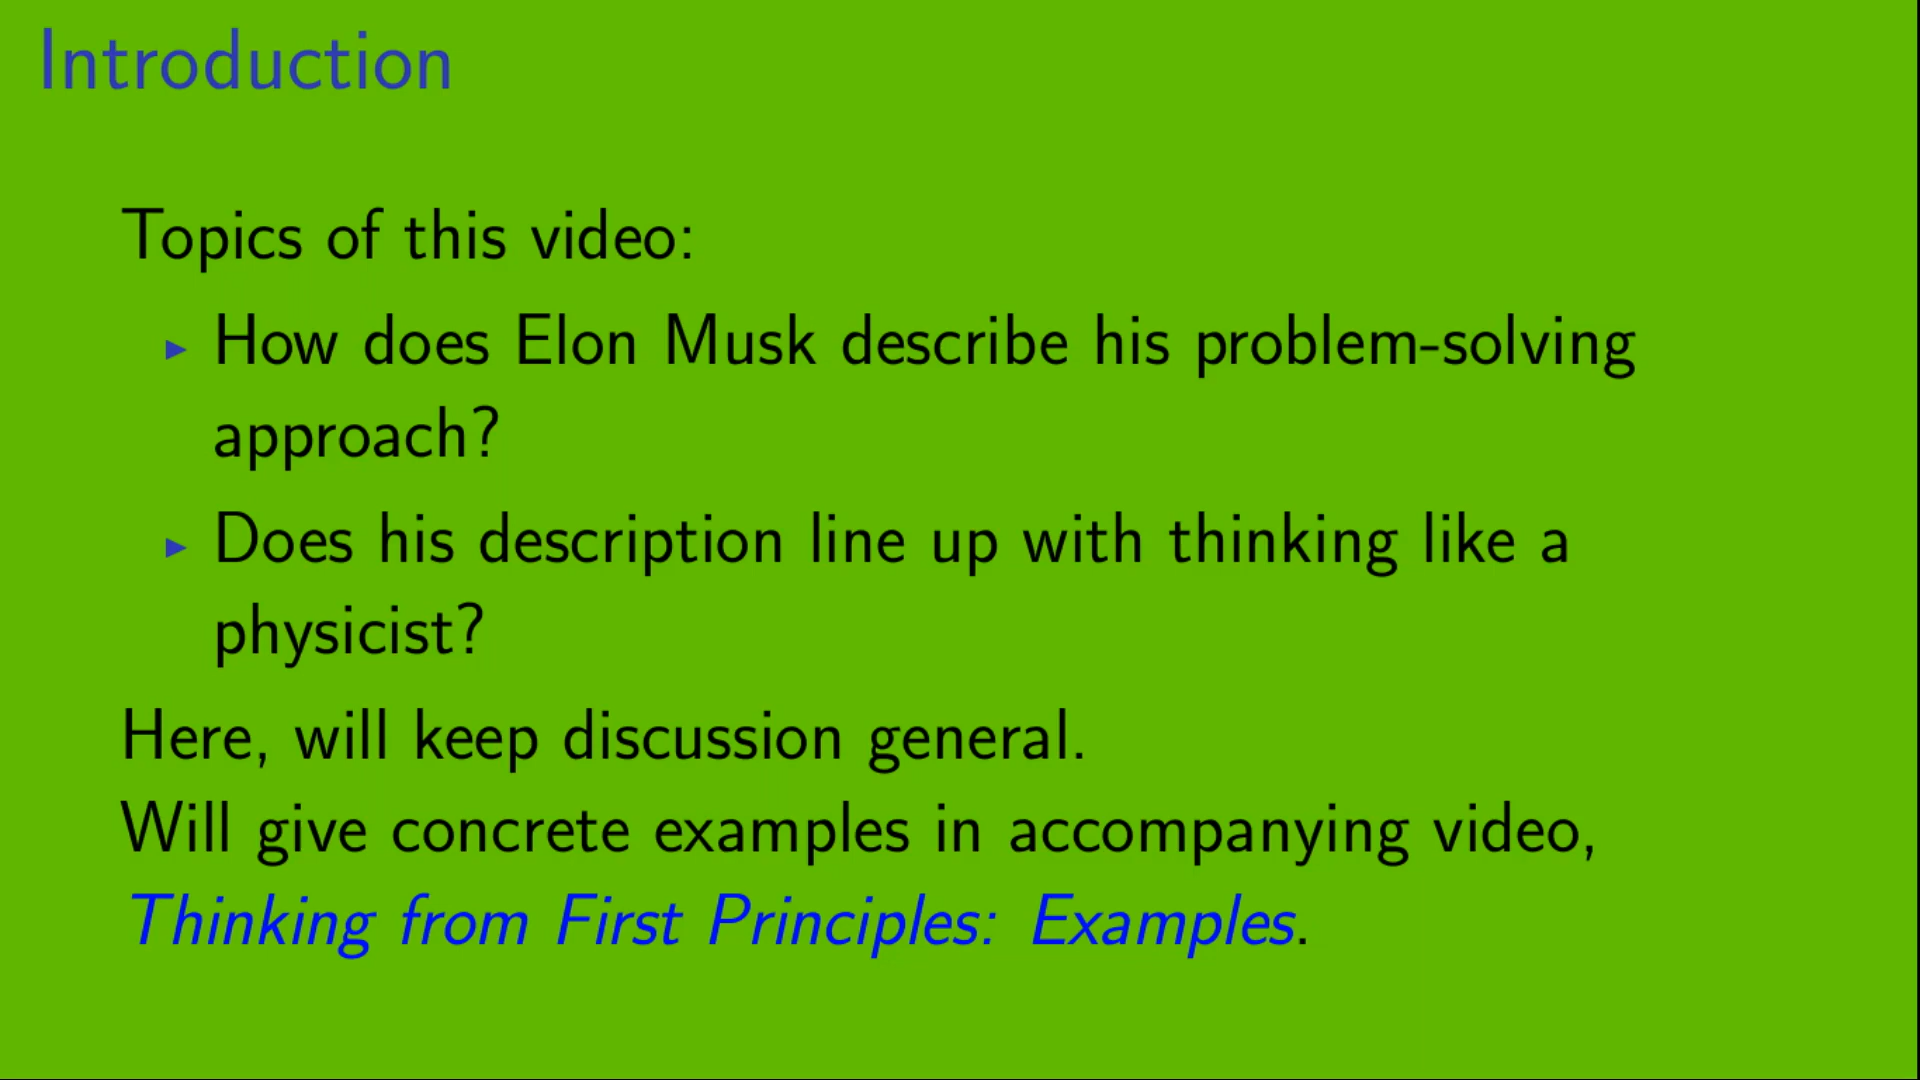 Introduction
Topics of this video:
▶ How does Elon Musk describe his problem-solving
approach?
▶ Does his description line up with thinking like a
physicist?
Here, will keep discussion general.
Will give concrete examples in accompanying video,
Thinking from First Principles: Examples.